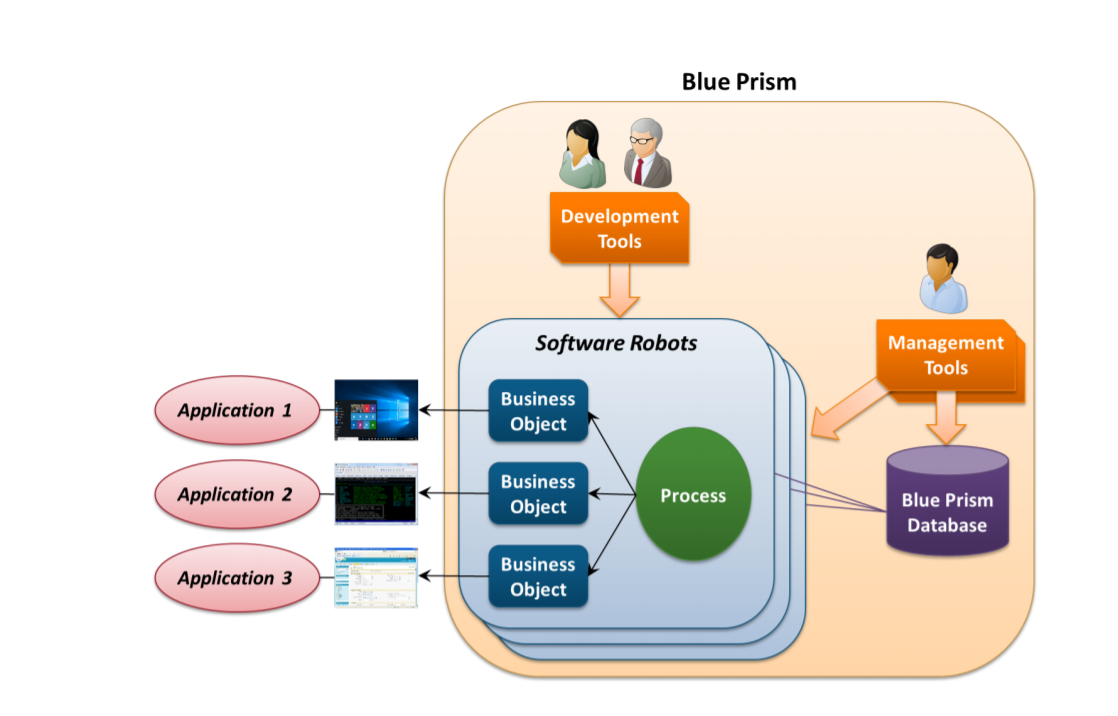 Blue Prism
Development
Tools
Management
Tools
Software Robots
Application 1
Business
Object
Application 2
Business
Object
Process
Blue Prism
Database
Application 3
Business
Object